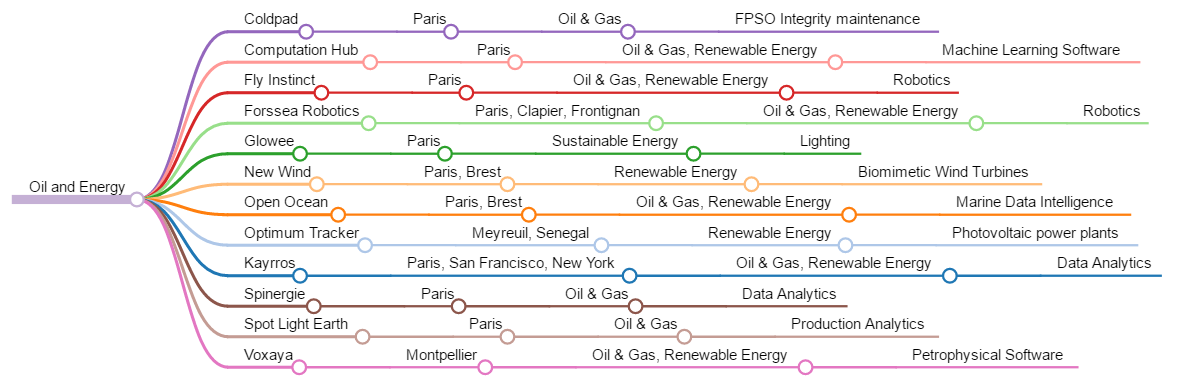 Coldpad Paris Oil & Gas FPSO Integrity maintenance
Computation Hub Paris Oil & Gas, Renewable Energy Machine Learning Software
Fly Instinct Paris Oil & Gas, Renewable Energy Robotics
Forssea Robotics Paris, Clapier, Frontignan Oil & Gas, Renewable Energy Robotics
Glowee Paris Sustainable Energy Lighting
New Wind Paris, Brest Renewable Energy Biomimetic Wind Turbines
Oil and Energy
Open Ocean Paris, Brest Oil & Gas, Renewable Energy Marine Data Intelligence
Optimum Tracker Meyreuil, Senegal Renewable Energy Photovoltaic power plants
Kayrros Paris, San Francisco, New York Oil & Gas, Renewable Energy Data Analytics
Spinergie Paris Oil & Gas Data Analytics
Spot Light Earth Paris Oil & Gas Production Analytics
Voxaya Montpellier Oil & Gas, Renewable Energy Petrophysical Software